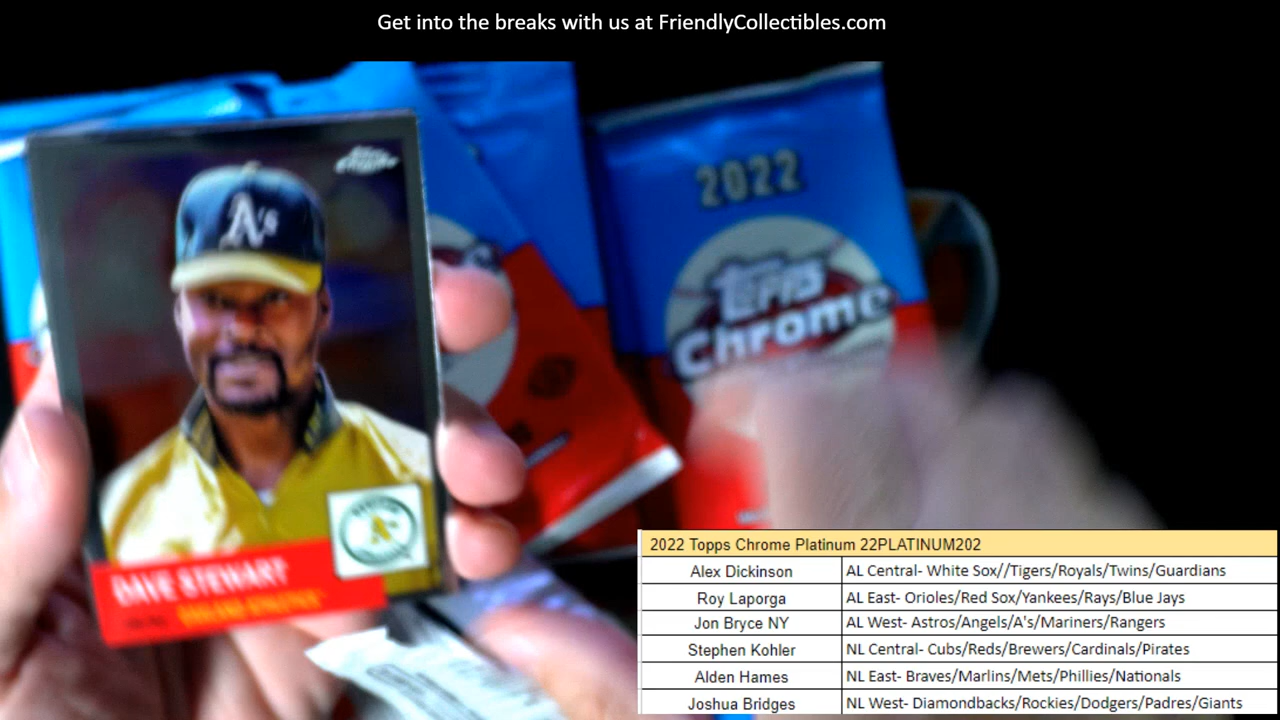 Get into the breaks with us at FriendlyCollectibles.com
Topps
Chrome
A's
DAVE STEWART
2022
Topps
Chrome
2022 Topps Chrome Platinum 22PLATINUM202
Alex Dickinson AL Central- White Sox//Tigers/Royals/Twins/Guardians
Roy Laporga AL East- Orioles/Red Sox/Yankees/Rays/Blue Jays
Jon Bryce NY AL West- Astros/Angels/A's/Mariners/Rangers
Stephen Kohler NL Central- Cubs/Reds/Brewers/Cardinals/Pirates
Alden Hames NL East- Braves/Marlins/Mets/Phillies/Nationals
Joshua Bridges NL West- Diamondbacks/Rockies/Dodgers/Padres/Giants